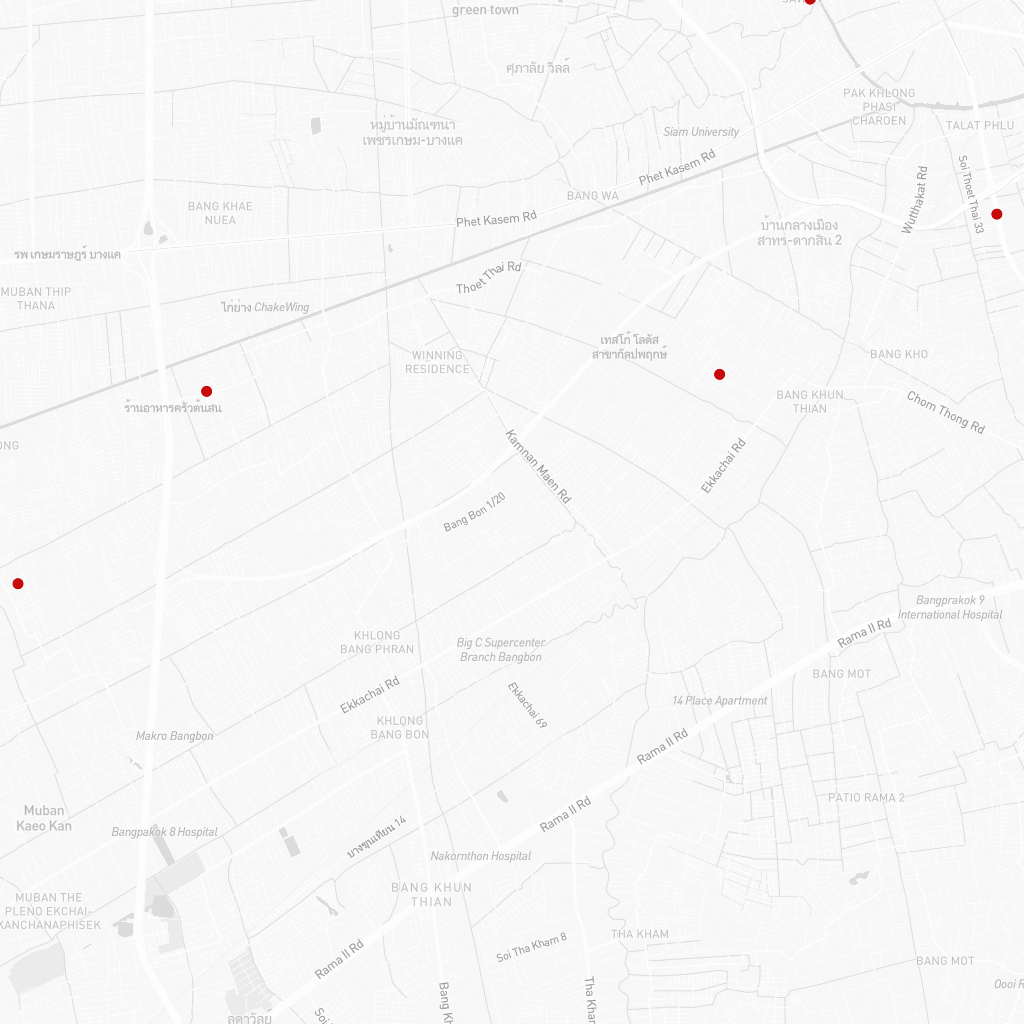 green town
ศุภาลัย วิลล์
PAK KHLONG
PHASI
CHAROEN
TALAT PHLU
หมู่บ้านมัณฑนา
เพชรเกษม-บางแค
Siam University
Phet Kasem Rd
BANG WA
Soi Thoet Thai 33
Wutthakat Rd
BANG KHAE
NUEA
Phet Kasem Rd
บ้านกลางเมือง
สาทร-ตากสิน 2
รพ เกษมราษฎร์ บางแค
Thoet Thai Rd
MUBAN THIP
THANA
ไก่ย่าง ChakeWing
เทสโก้ โลตัส
สาขากัลปพฤกษ์
WINNING
RESIDENCE
BANG KHO
BANG KHUN
THIAN
ร้านอาหารครัวต้นสน
Chom Thong Rd
ONG
Kamnan Maen Rd
Ekkachai Rd
Bang Bon 1/20
Bangprakok 9
International Hospital
Rama II Rd
KHLONG
BANG PHRAN
Big C Supercenter
Branch Bangbon
BANG MOT
Ekkachai Rd
Ekkachai 69
14 Place Apartment
KHLONG
BANG BON
Makro Bangbon
Rama II Rd
PATIO RAMA 2
Muban
Kaeo Kan
Rama II Rd
Bangpakok 8 Hospital
บางขุนเทียน 14
Nakornthon Hospital
BANG KHUN
THIAN
MUBAN THE
PLENO EKCHAI-
KANCHANAPHISEK
THA KHAM
Soi Tha Kham 8
Rama II Rd
BANG MOT
ลดาวัลย์
Soi
Bang Kh
Tha Khar
Oooi R